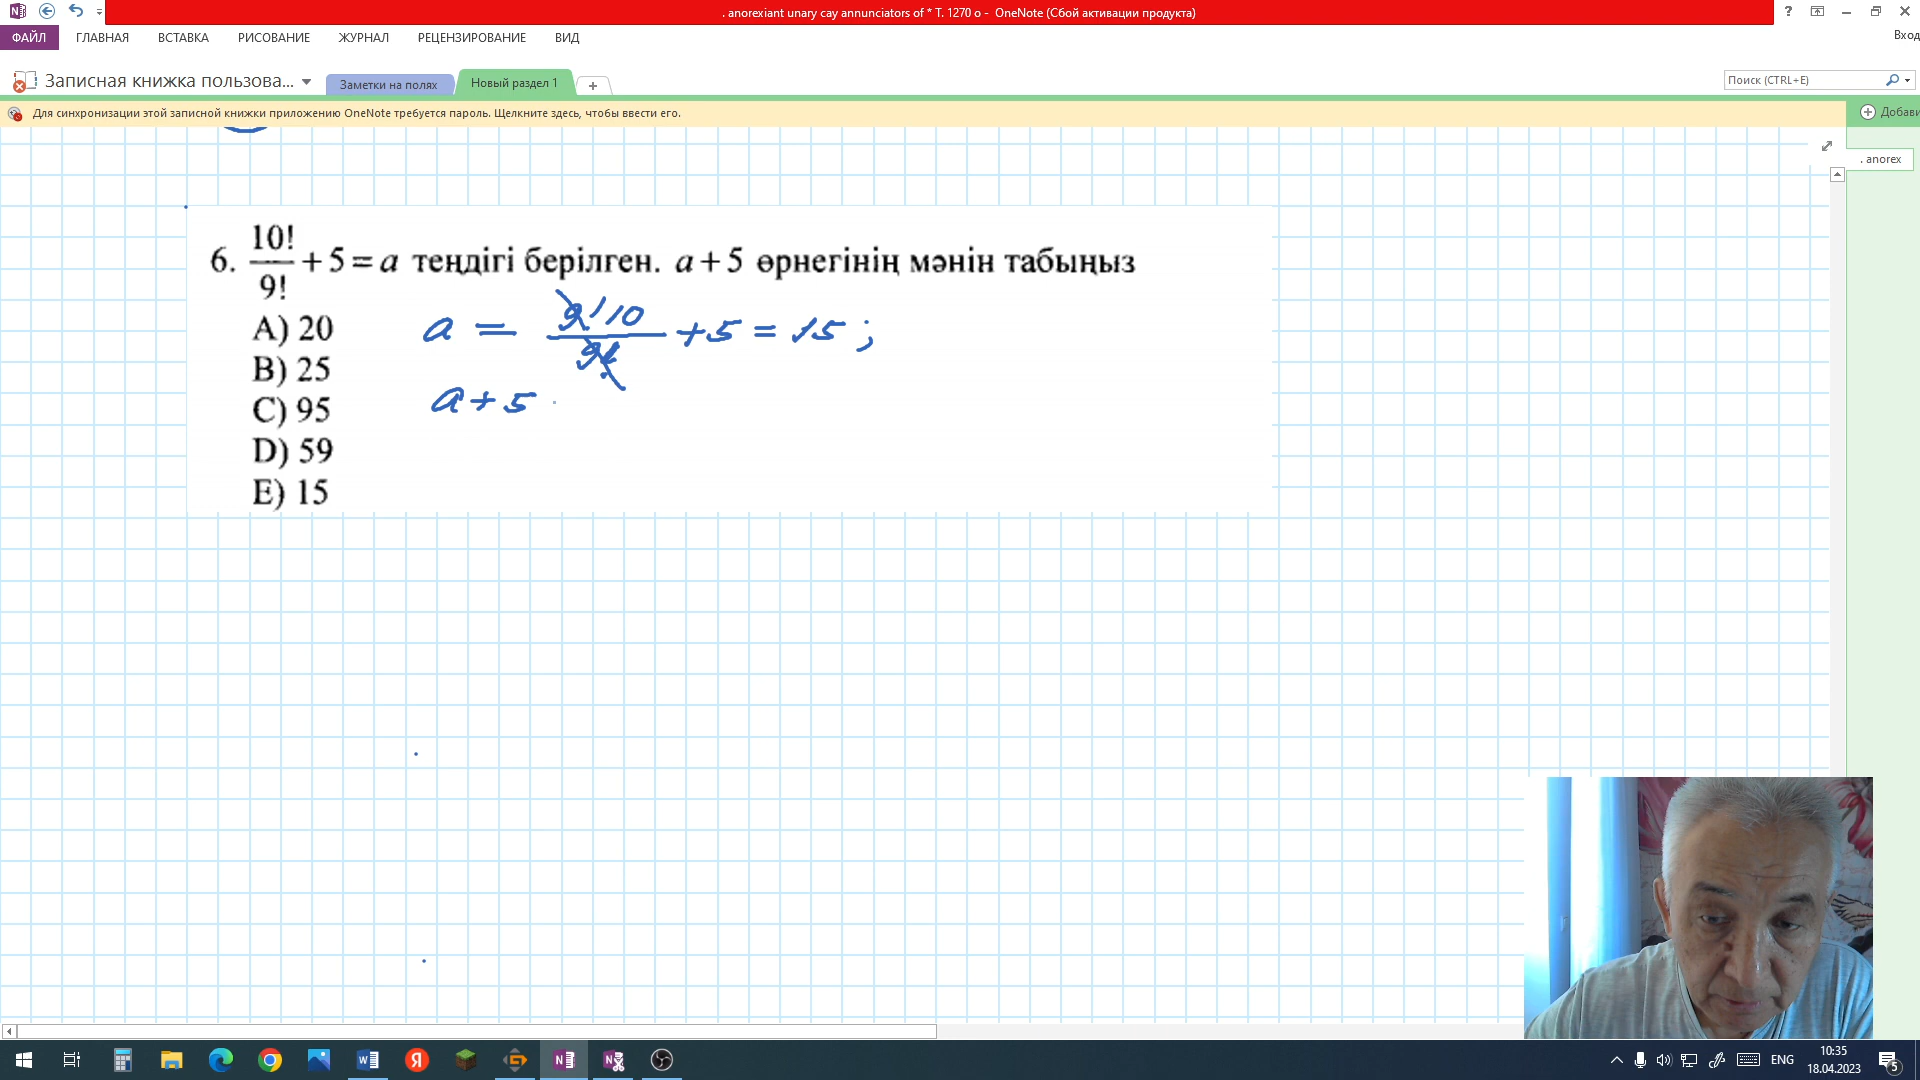 . anorexiant unary cay annunciators of * T. 1270 o - OneNote (Сбой активации продукта)
ФАЙЛ ГЛАВНАЯ ВСТАВКА РИСОВАНИЕ ЖУРНАЛ РЕЦЕНЗИРОВАНИЕ ВИД Вход
Записная книжка пользова... Заметки на полях Новый раздел 1 Поиск (CTRL+E)
Для синхронизации этой записной книжки приложению OneNote требуется пароль. Щелкните здесь, чтобы ввести его. Добави
. anorex
6. 10!/9! + 5 = a теңдігі берілген. a + 5 өрнегінің мәнін табыңыз
A) 20
B) 25
C) 95
D) 59
E) 15
a = 9! 10 / 9! + 5 = 15 ;
a + 5
ENG 10:35
18.04.2023 5